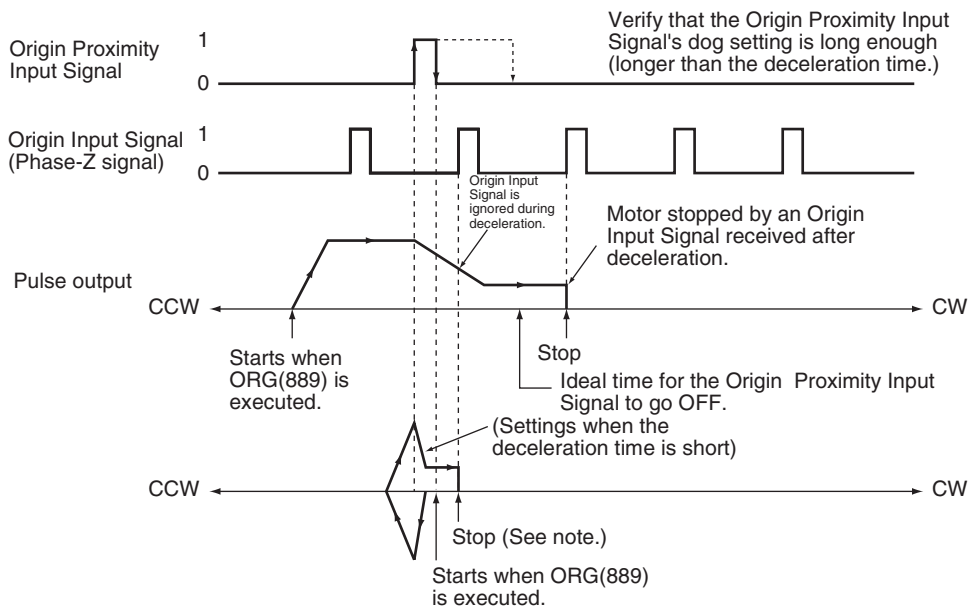 Verify that the Origin Proximity Input
Signal's dog setting is long enough
(longer than the deceleration time.)
Origin Proximity
Input Signal
1
0
Origin Input Signal
(Phase-Z signal)
1
0
Origin Input
Signal is
ignored during
deceleration.
Motor stopped by an Origin
Input Signal received after
deceleration.
Pulse output
CCW
CW
Starts when
ORG(889) is
executed.
Stop
Ideal time for the Origin Proximity Input
Signal to go OFF.
(Settings when the
deceleration time is short)
CCW
CW
Stop (See note.)
Starts when ORG(889)
is executed.